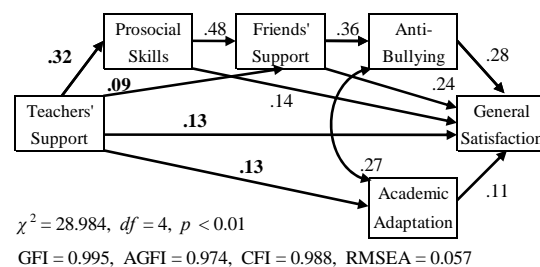 Prosocial
Skills
.48
Friends'
Support
.36
Anti-
Bullying
.32
.28
.09
.14
.24
Teachers'
Support
.13
General
Satisfaction
.13
.27
Academic
Adaptation
.11
χ² = 28.984, df = 4, p < 0.01
GFI = 0.995, AGFI = 0.974, CFI = 0.988, RMSEA = 0.057